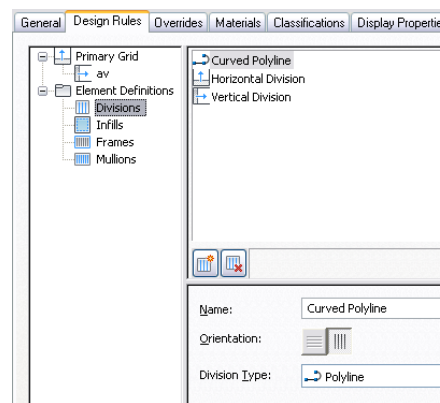 General Design Rules Overrides Materials Classifications Display Propertie
Primary Grid
av
Element Definitions
Divisions
Infills
Frames
Mullions
Curved Polyline
Horizontal Division
Vertical Division
Name: Curved Polyline
Orientation:
Division Type: Polyline